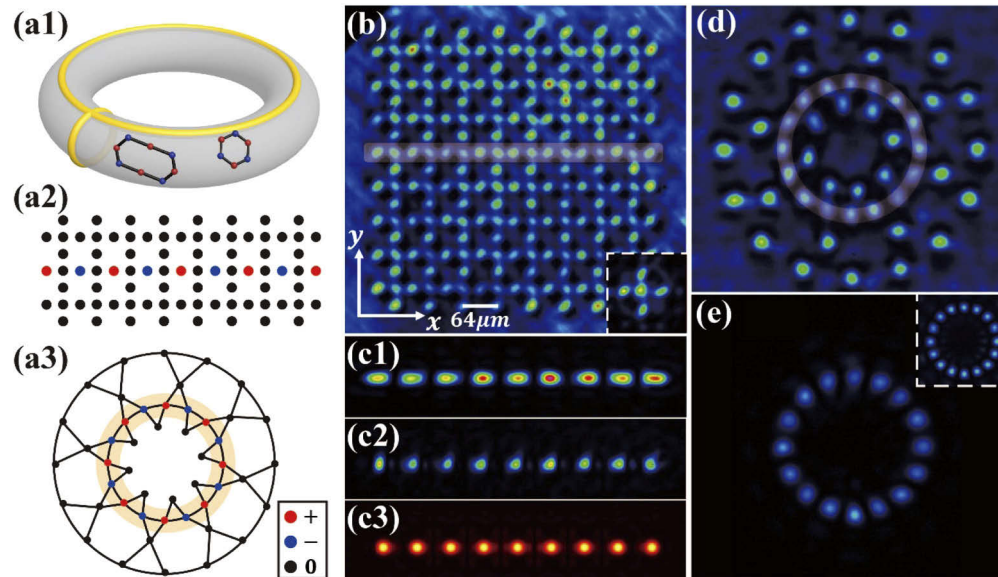 (a1)
(a2)
(a3)
+
−
0
(b)
y
x
64μm
(c1)
(c2)
(c3)
(d)
(e)